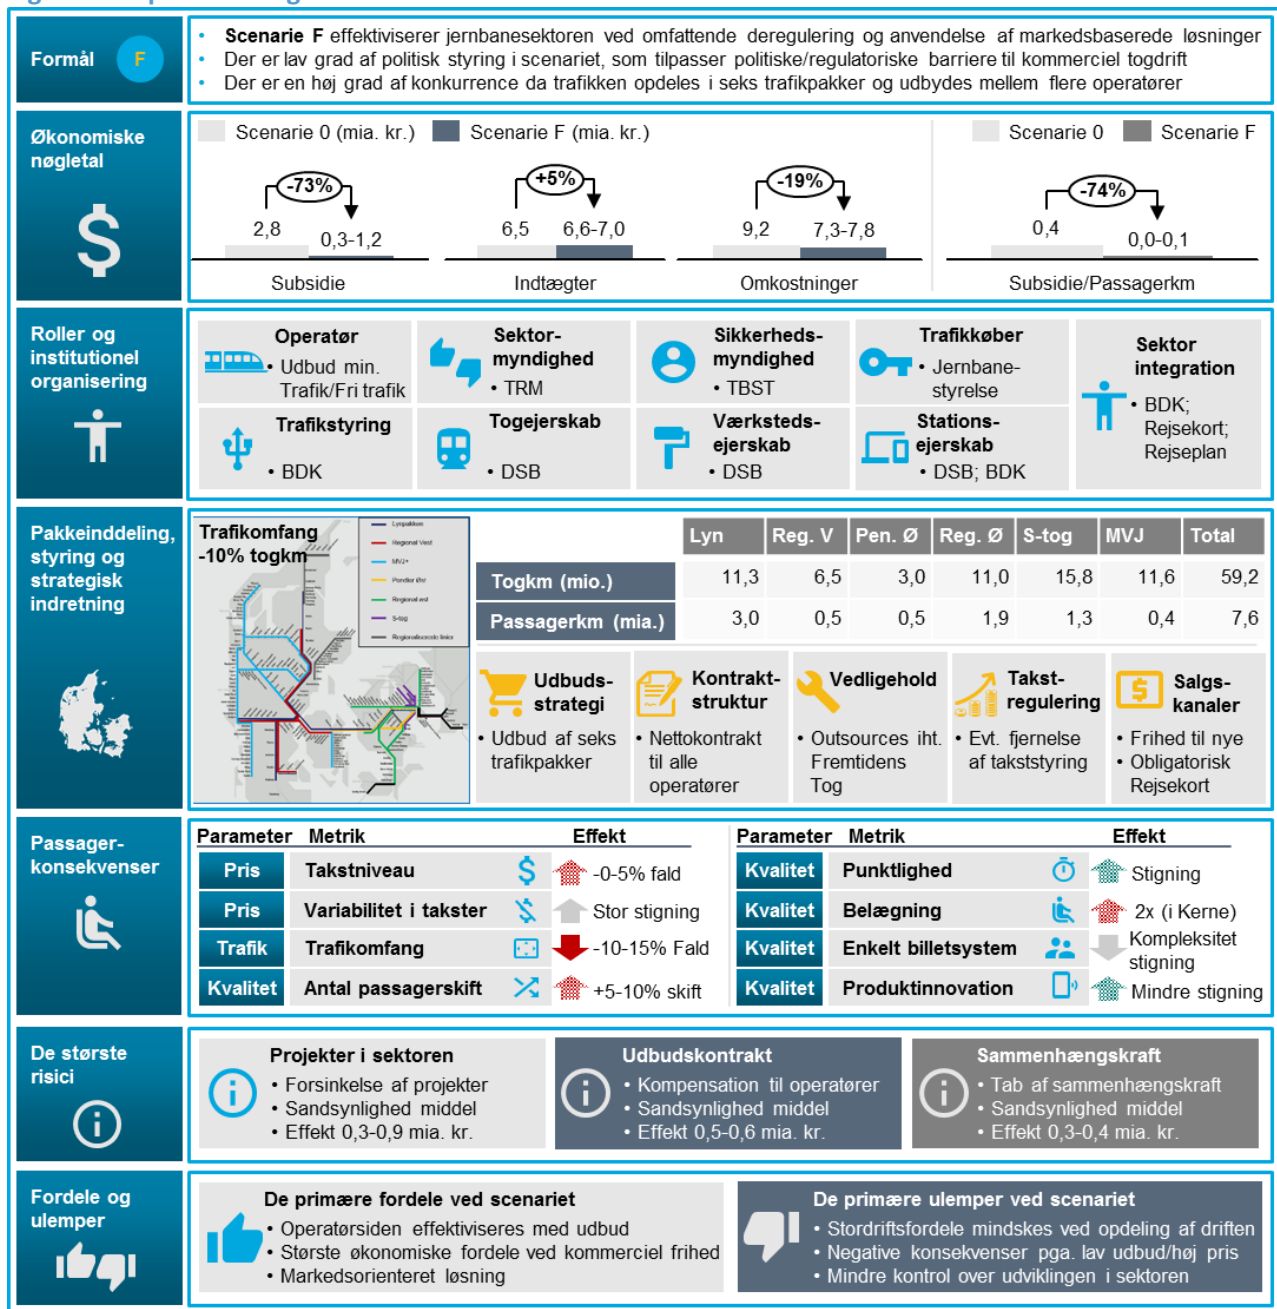 Formål
F
• Scenarie F effektiviserer jernbanesektoren ved omfattende deregulering og anvendelse af markedsbaserede løsninger
• Der er lav grad af politisk styring i scenariet, som tilpasser politiske/regulatoriske barriere til kommerciel togdrift
• Der er en høj grad af konkurrence da trafikken opdeles i seks trafikpakker og udbydes mellem flere operatører
Økonomiske
nøgletal
Scenarie 0 (mia. kr.)
Scenarie F (mia. kr.)
Scenarie 0
Scenarie F
-73%
2,8
0,3-1,2
Subsidie
+5%
6,5
6,6-7,0
Indtægter
-19%
9,2
7,3-7,8
Omkostninger
-74%
0,4
0,0-0,1
Subsidie/Passagerkm
Roller og
institutionel
organisering
Operatør
• Udbud min.
Trafik/Fri trafik
Sektor-
myndighed
• TRM
Sikkerheds-
myndighed
• TBST
Trafikkøber
• Jernbane-
styrelse
Sektor
integration
• BDK;
Rejsekort;
Rejseplan
Trafikstyring
• BDK
Togejerskab
• DSB
Værksteds-
ejerskab
• DSB
Stations-
ejerskab
• DSB; BDK
Pakkeinddeling,
styring og
strategisk
indretning
Trafikomfang
-10% togkm
Lynpakken
Regional Vest
MVJ+
Pendler Øst
Regional øst
S-tog
Regionaliserede linier
Lyn Reg. V Pen. Ø Reg. Ø S-tog MVJ Total
Togkm (mio.) 11,3 6,5 3,0 11,0 15,8 11,6 59,2
Passagerkm (mia.) 3,0 0,5 0,5 1,9 1,3 0,4 7,6
Udbuds-
strategi
• Udbud af seks
trafikpakker
Kontrakt-
struktur
• Nettokontrakt
til alle
operatører
Vedligehold
• Outsources iht.
Fremtidens
Tog
Takst-
regulering
• Evt. fjernelse
af takststyring
Salgs-
kanaler
• Frihed til nye
• Obligatorisk
Rejsekort
Passager-
konsekvenser
Parameter Metrik Effekt
Pris Takstniveau -0-5% fald
Pris Variabilitet i takster Stor stigning
Trafik Trafikomfang -10-15% Fald
Kvalitet Antal passagerskift +5-10% skift
Parameter Metrik Effekt
Kvalitet Punktlighed Stigning
Kvalitet Belægning 2x (i Kerne)
Kvalitet Enkelt billetsystem Kompleksitet
stigning
Kvalitet Produktinnovation Mindre stigning
De største
risici
Projekter i sektoren
• Forsinkelse af projekter
• Sandsynlighed middel
• Effekt 0,3-0,9 mia. kr.
Udbudskontrakt
• Kompensation til operatører
• Sandsynlighed middel
• Effekt 0,5-0,6 mia. kr.
Sammenhængskraft
• Tab af sammenhængskraft
• Sandsynlighed middel
• Effekt 0,3-0,4 mia. kr.
Fordele og
ulemper
De primære fordele ved scenariet
• Operatørsiden effektiviseres med udbud
• Største økonomiske fordele ved kommerciel frihed
• Markedsorienteret løsning
De primære ulemper ved scenariet
• Stordriftsfordele mindskes ved opdeling af driften
• Negative konsekvenser pga. lav udbud/høj pris
• Mindre kontrol over udviklingen i sektoren